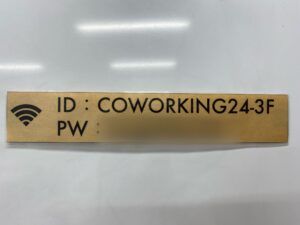 ID : COWORKING24-3F
PW :